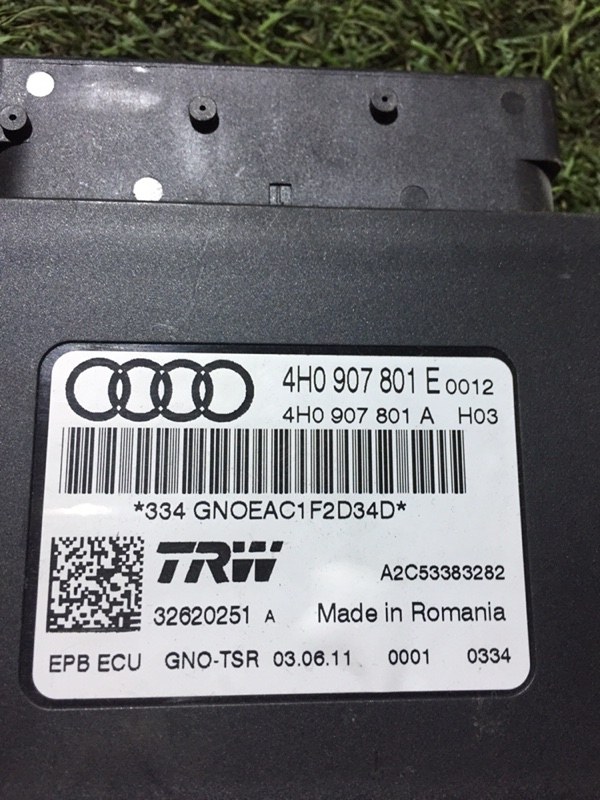 4H0 907 801 E 0012
4H0 907 801 A H03
*334 GNOEAC1F2D34D*
TRW A2C53383282
32620251 A Made in Romania
EPB ECU GNO-TSR 03.06.11 0001 0334